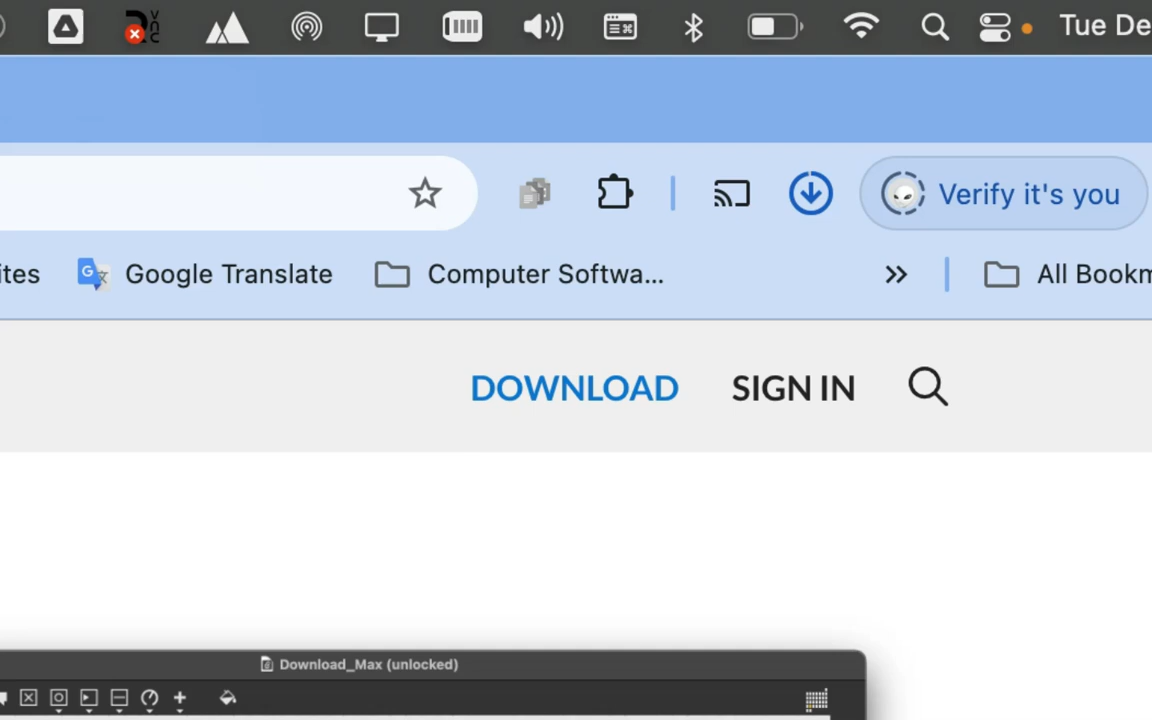 Tue De
Verify it's you
ites Google Translate Computer Softwa... All Bookm
DOWNLOAD SIGN IN
Download_Max (unlocked)